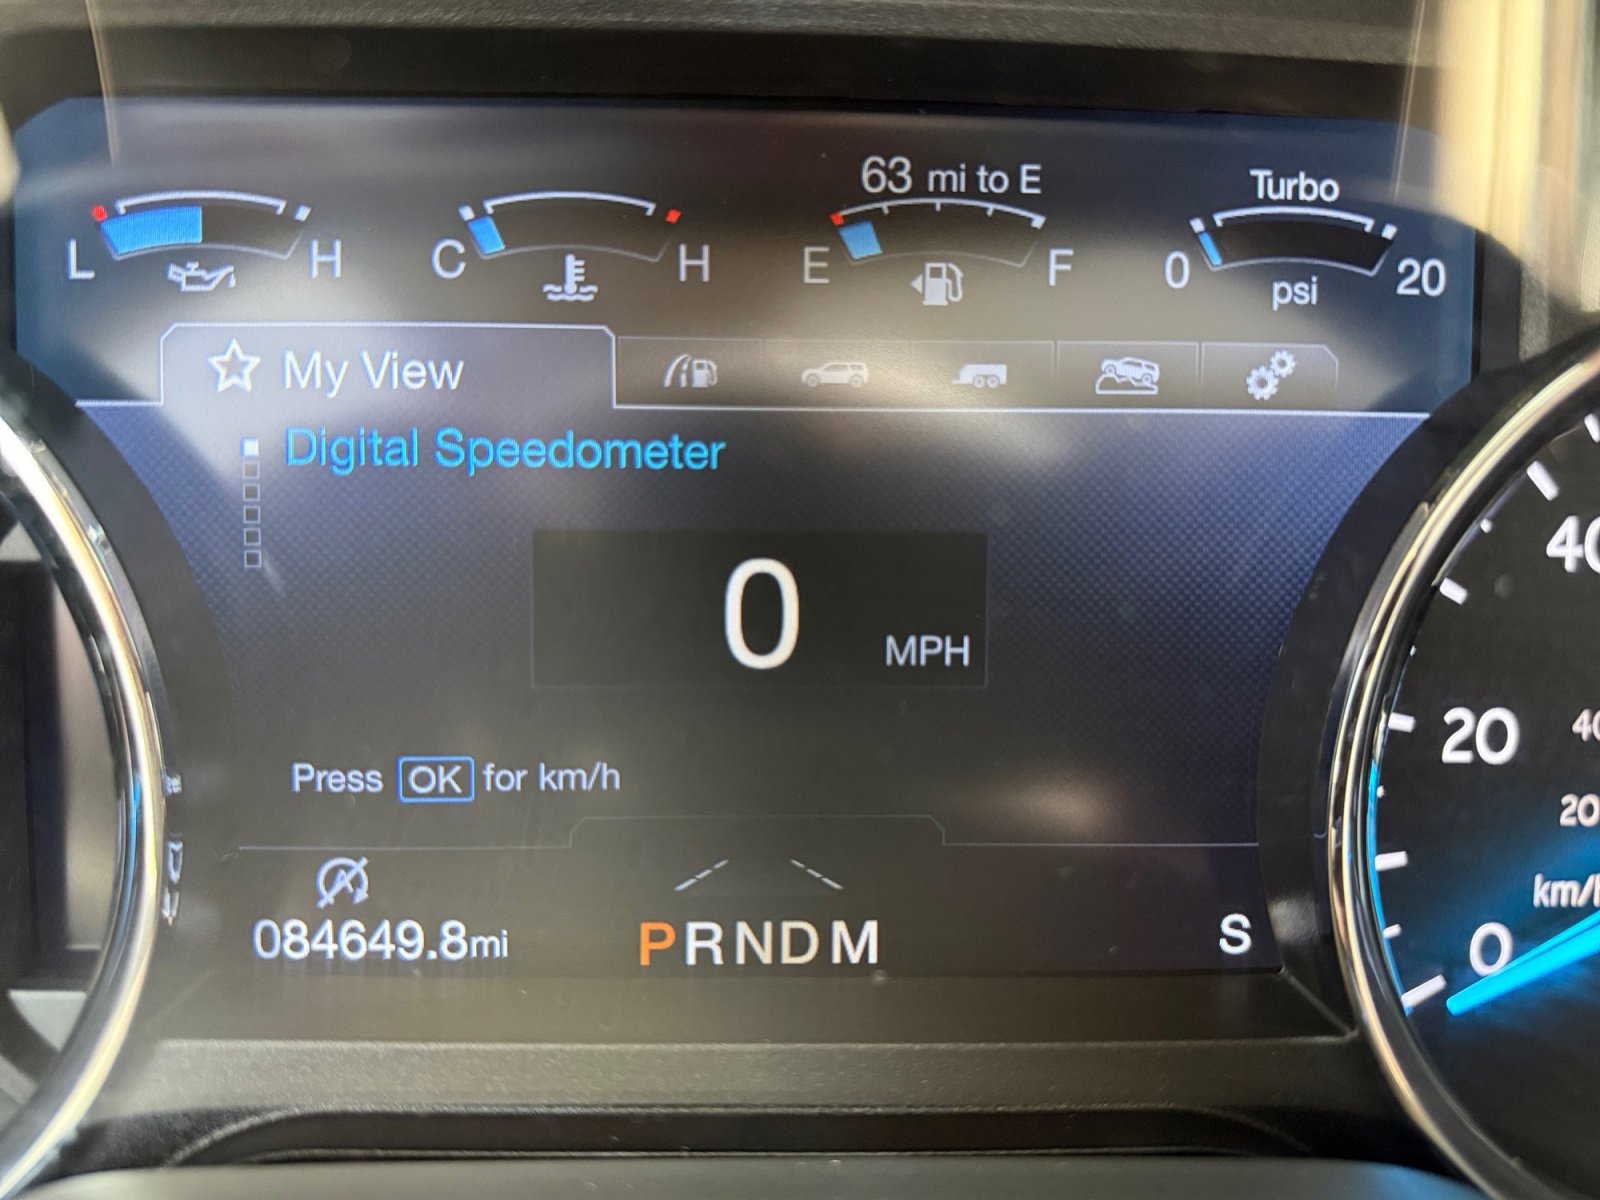 63 mi to E
Turbo
L H
C H
E F
0 20
psi
My View
Digital Speedometer
0 MPH
Press OK for km/h
084649.8mi
PRNDM
S
20
km/h
0